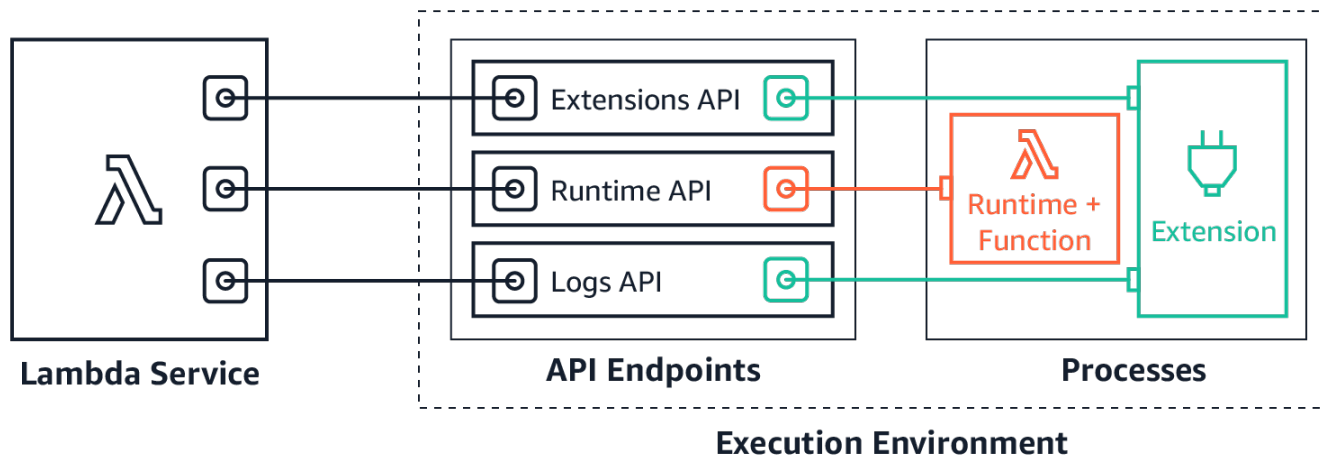 Extensions API
Runtime API
Logs API
Runtime +
Function
Extension
Lambda Service
API Endpoints
Processes
Execution Environment